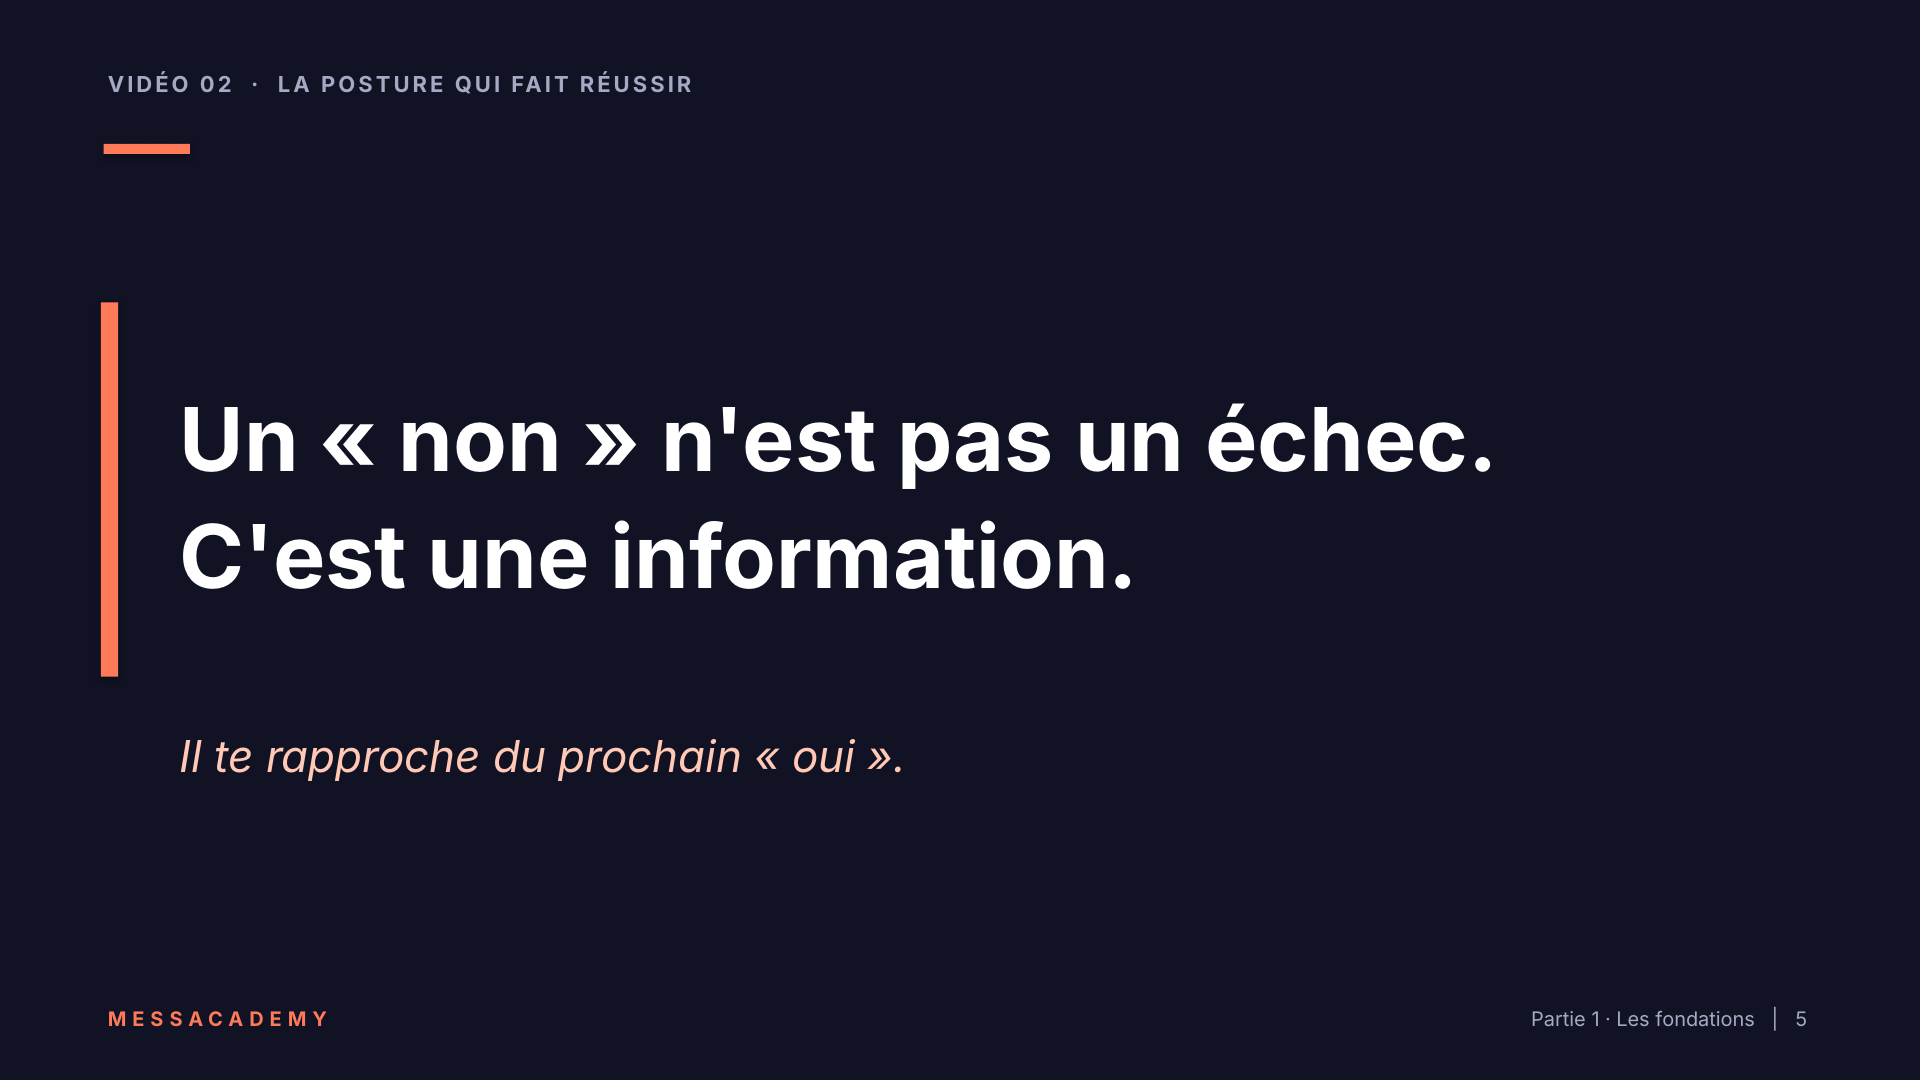 VIDÉO 02 · LA POSTURE QUI FAIT RÉUSSIR
Un « non » n'est pas un échec.
C'est une information.
Il te rapproche du prochain « oui ».
MESSACADEMY
Partie 1 · Les fondations | 5